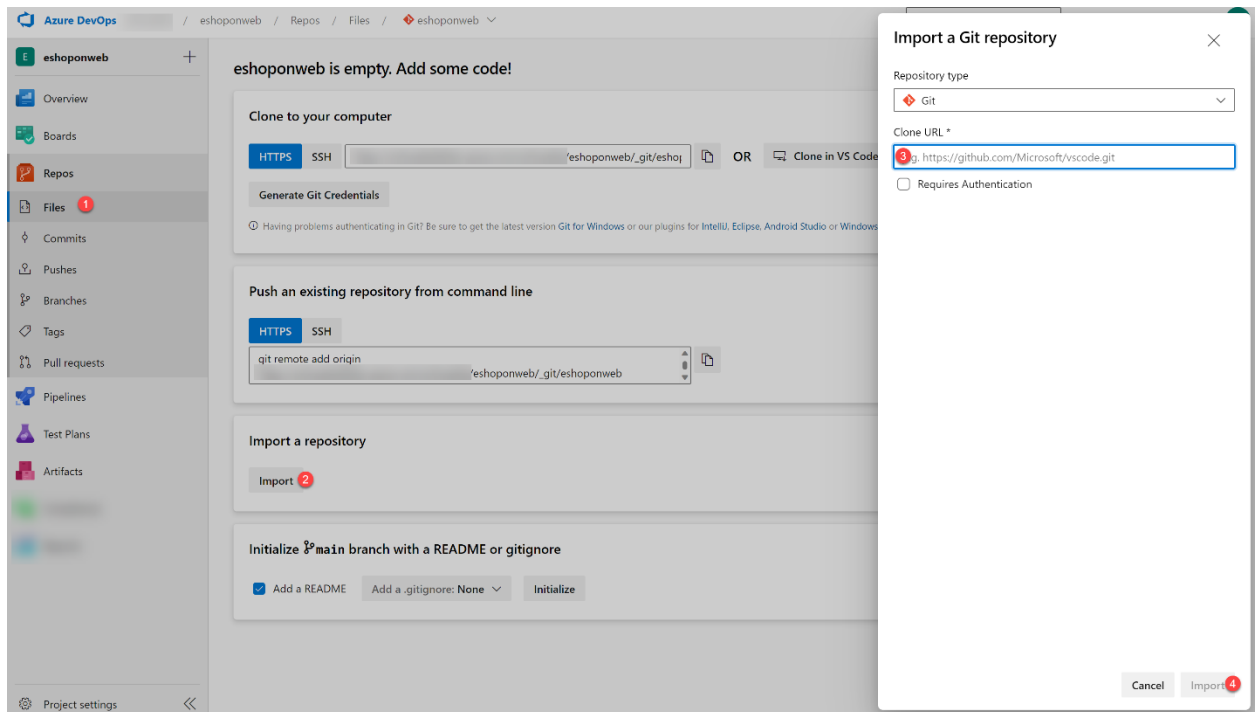 Azure DevOps / eshoponweb / Repos / Files / eshoponweb
E eshoponweb
Overview
Boards
Repos
Files 1
Commits
Pushes
Branches
Tags
Pull requests
Pipelines
Test Plans
Artifacts
Project settings
eshoponweb is empty. Add some code!
Clone to your computer
HTTPS SSH /eshoponweb/_git/eshop OR Clone in VS Code
Generate Git Credentials
Having problems authenticating in Git? Be sure to get the latest version Git for Windows or our plugins for IntelliJ, Eclipse, Android Studio or Windows
Push an existing repository from command line
HTTPS SSH
git remote add origin
/eshoponweb/_git/eshoponweb
Import a repository
Import 2
Initialize main branch with a README or gitignore
Add a README Add a .gitignore: None Initialize
Import a Git repository
Repository type
Git
Clone URL *
3 g. https://github.com/Microsoft/vscode.git
Requires Authentication
Cancel Import 4